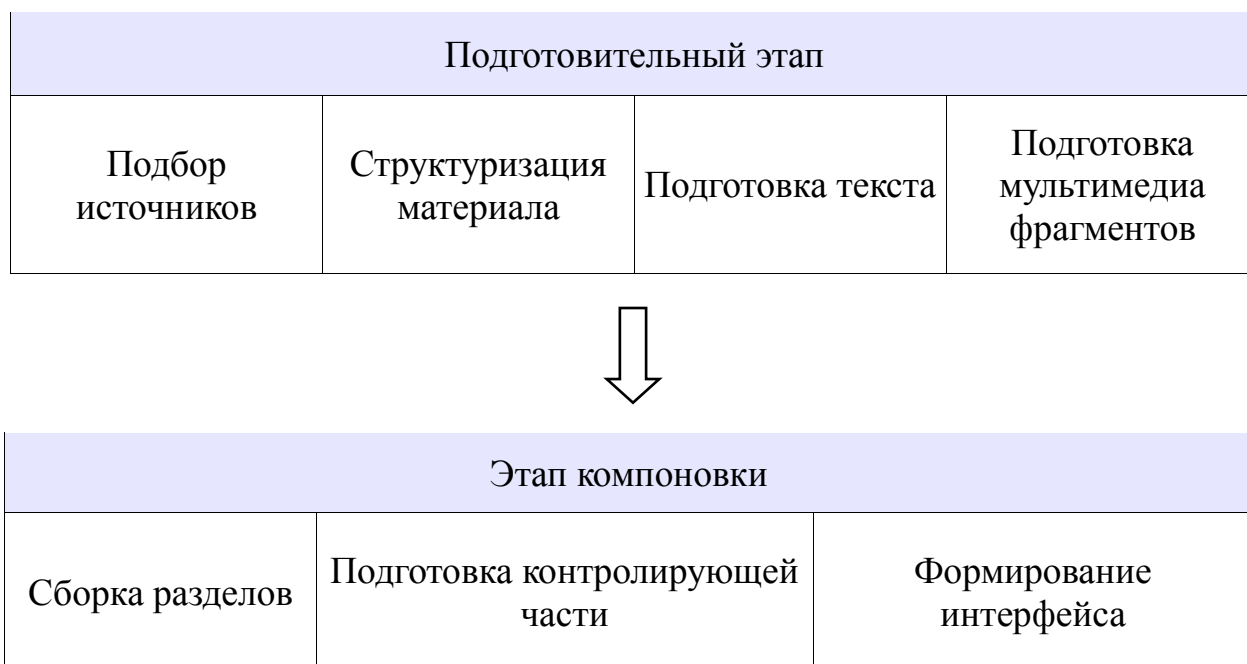 Подготовительный этап
Подбор
источников
Структуризация
материала
Подготовка текста
Подготовка
мультимедиа
фрагментов
Этап компоновки
Сборка разделов
Подготовка контролирующей
части
Формирование
интерфейса